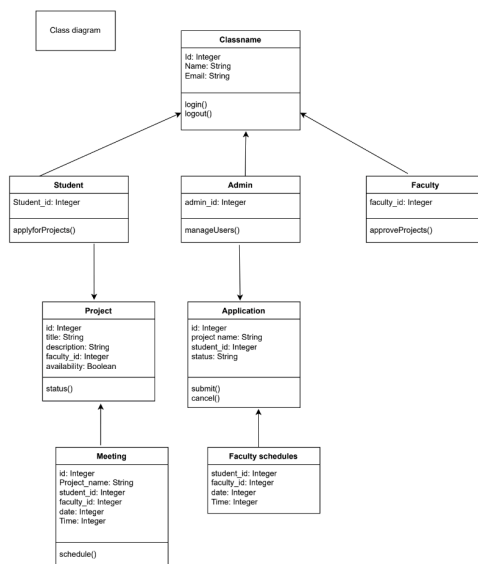 Class diagram
Classname
Id: Integer
Name: String
Email: String
login()
logout()
Student
Student_id: Integer
applyforProjects()
Admin
admin_id: Integer
manageUsers()
Faculty
faculty_id: Integer
approveProjects()
Project
id: Integer
title: String
description: String
faculty_id: Integer
availability: Boolean
status()
Application
id: Integer
project name: String
student_id: Integer
status: String
submit()
cancel()
Meeting
id: Integer
Project_name: String
student_id: Integer
faculty_id: Integer
date: Integer
Time: Integer
schedule()
Faculty schedules
student_id: Integer
faculty_id: Integer
date: Integer
Time: Integer